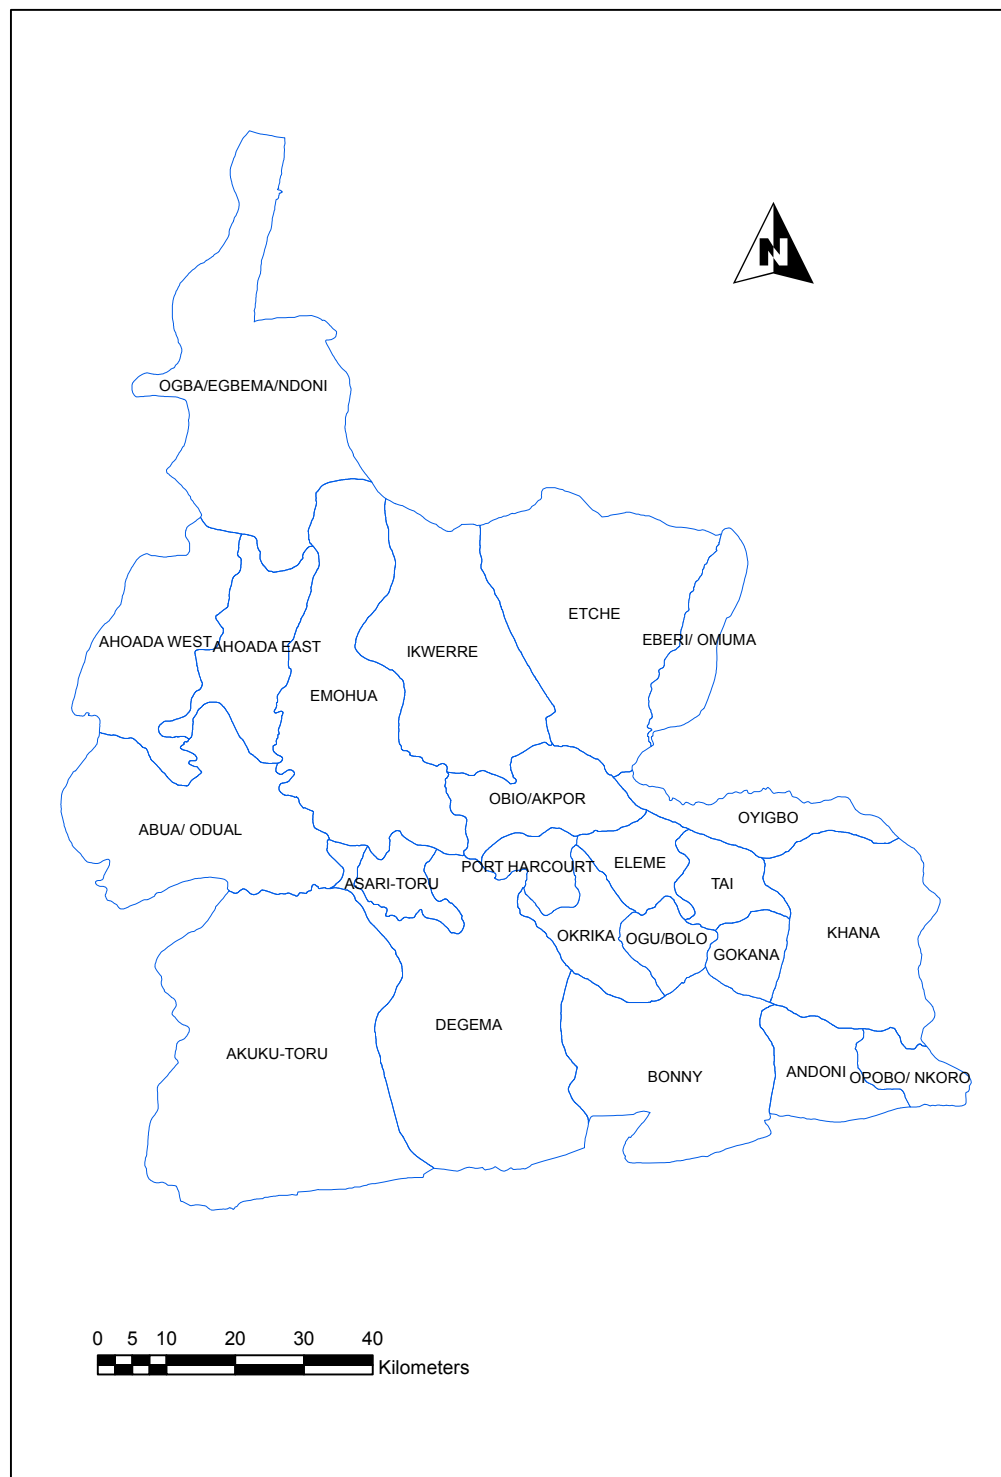 N
OGBA/EGBEMA/NDONI
ETCHE
EBERI/ OMUMA
AHOADA WEST
AHOADA EAST
IKWERRE
EMOHUA
OBIO/AKPOR
OYIGBO
ABUA/ ODUAL
PORT HARCOURT
ELEME
ASARI-TORU
TAI
OKRIKA
OGU/BOLO
KHANA
GOKANA
DEGEMA
AKUKU-TORU
BONNY
ANDONI
OPOBO/ NKORO
0 5 10 20 30 40
Kilometers